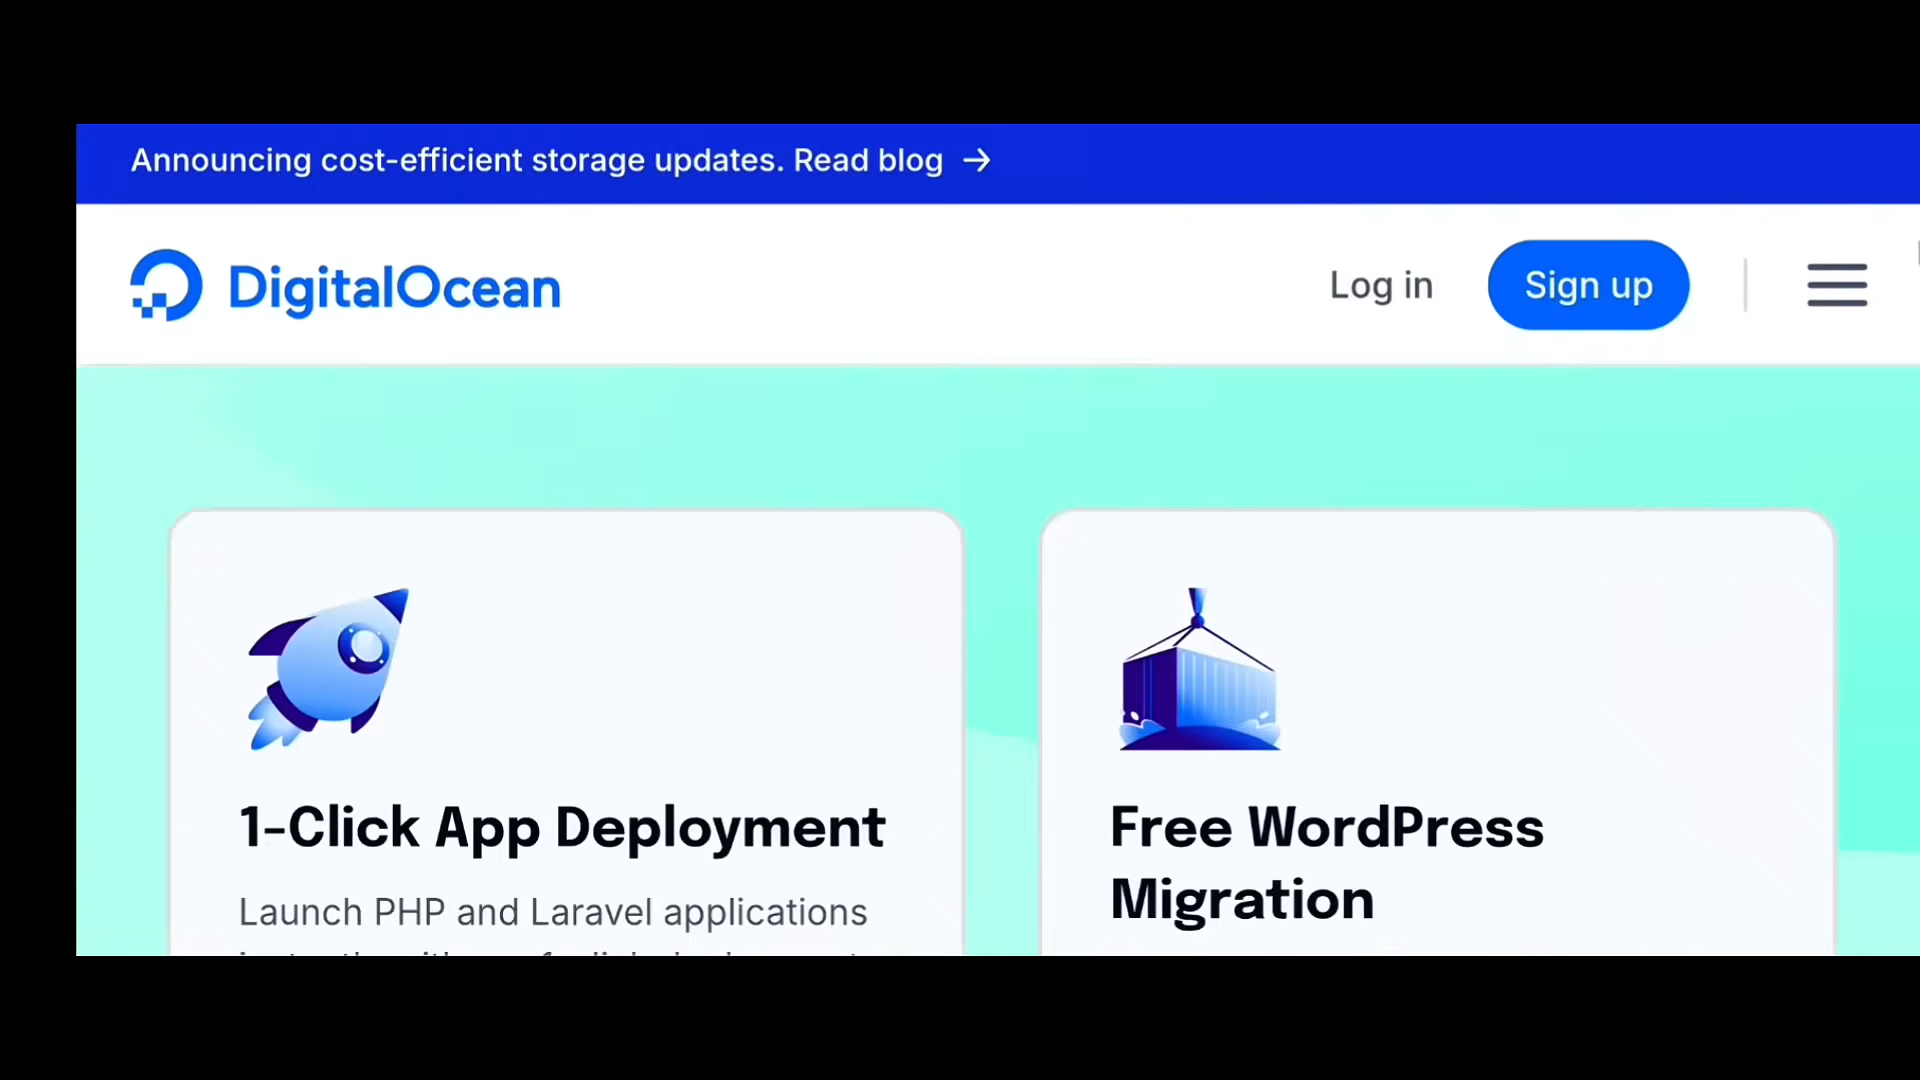 Announcing cost-efficient storage updates. Read blog →
DigitalOcean
Log in
Sign up
1-Click App Deployment
Launch PHP and Laravel applications
Free WordPress
Migration